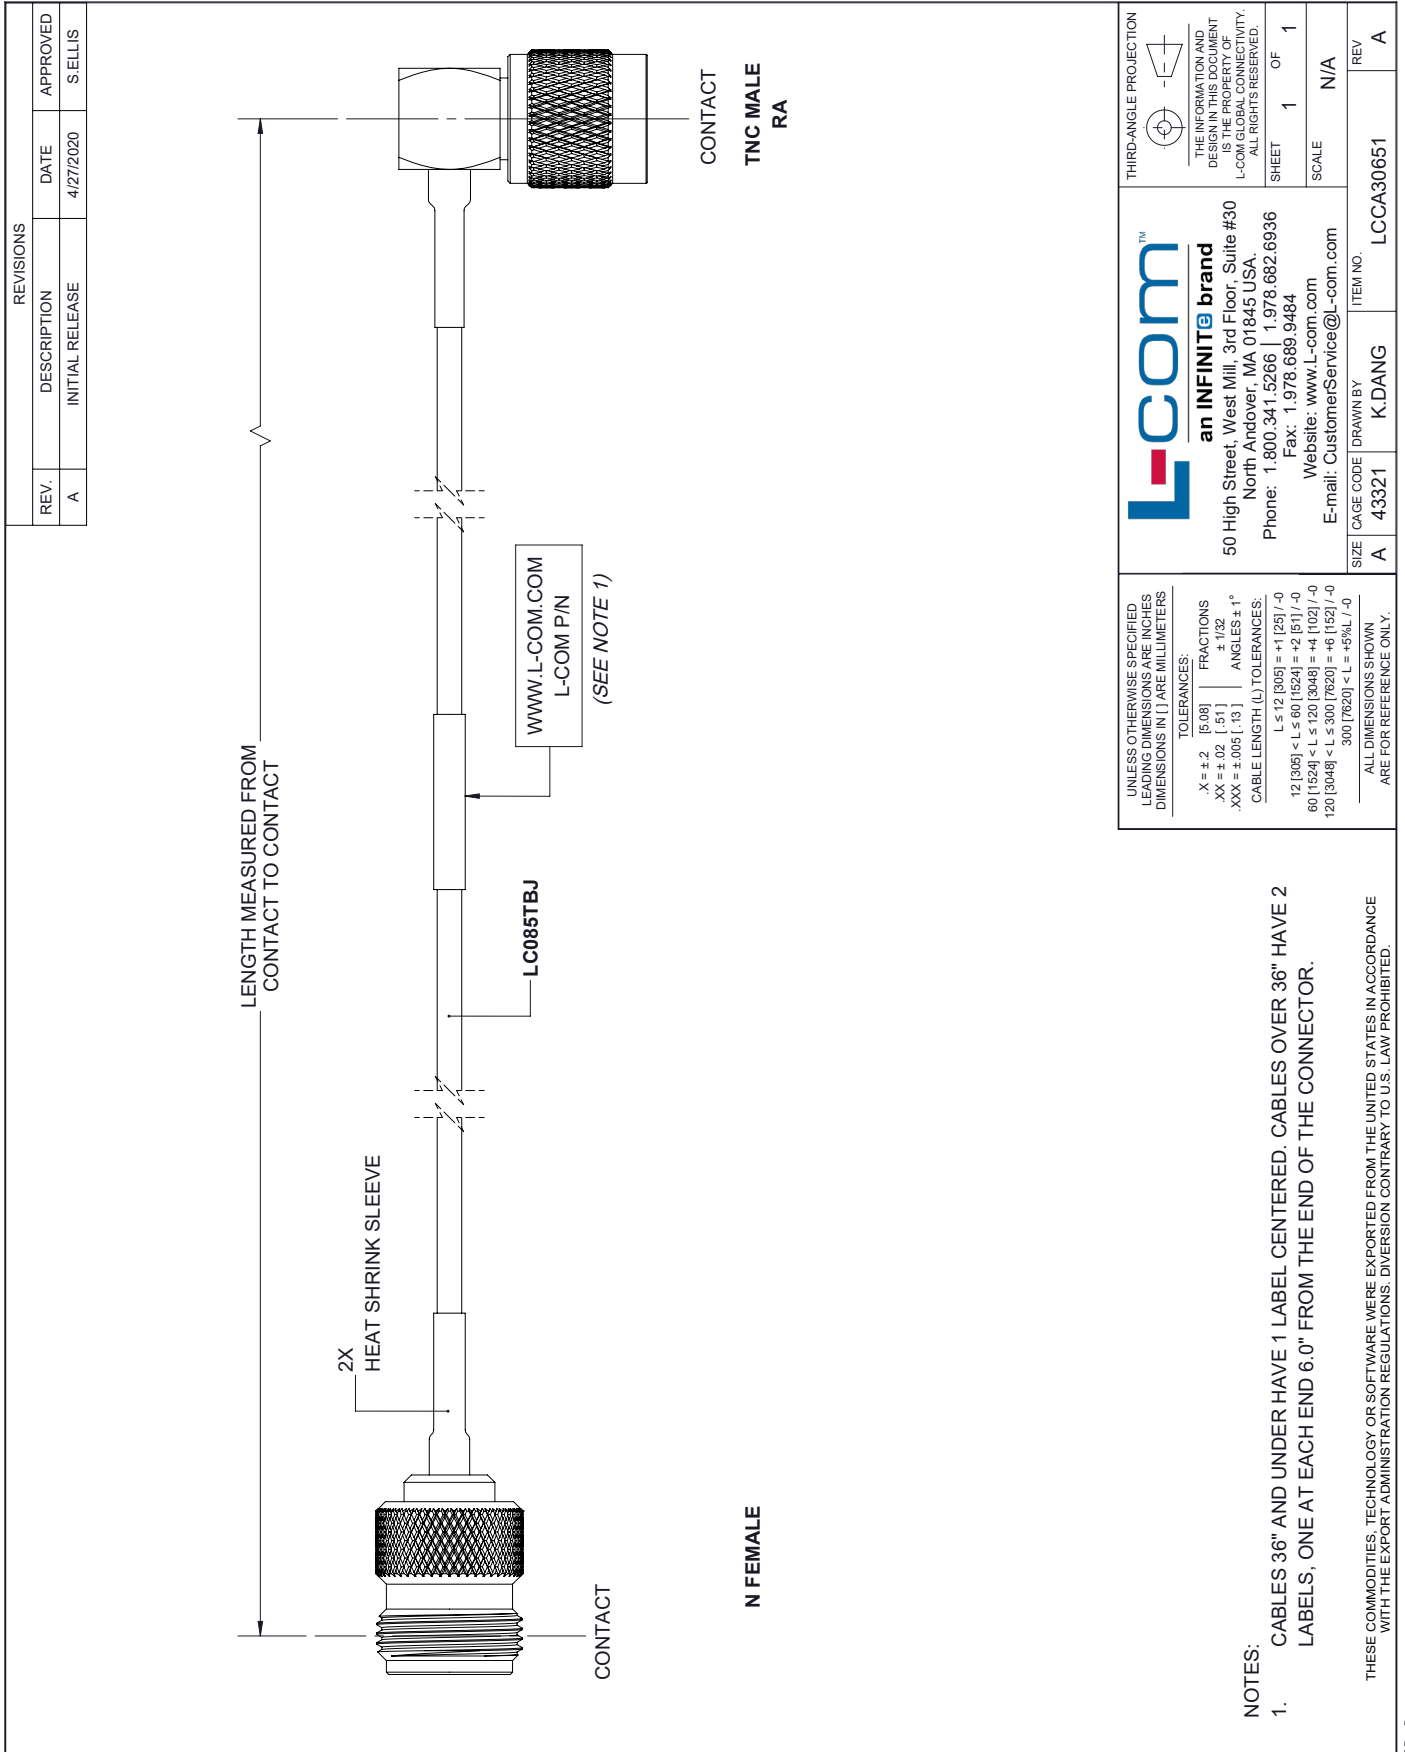 REVISIONS
REV. DESCRIPTION DATE APPROVED
A INITIAL RELEASE 4/27/2020 S.ELLIS
LENGTH MEASURED FROM
CONTACT TO CONTACT
2X
HEAT SHRINK SLEEVE
LC085TBJ
WWW.L-COM.COM
L-COM P/N
(SEE NOTE 1)
CONTACT
N FEMALE
CONTACT
TNC MALE
RA
NOTES:
1. CABLES 36" AND UNDER HAVE 1 LABEL CENTERED. CABLES OVER 36" HAVE 2
LABELS, ONE AT EACH END 6.0" FROM THE END OF THE CONNECTOR.
THESE COMMODITIES, TECHNOLOGY OR SOFTWARE WERE EXPORTED FROM THE UNITED STATES IN ACCORDANCE
WITH THE EXPORT ADMINISTRATION REGULATIONS. DIVERSION CONTRARY TO U.S. LAW PROHIBITED.
UNLESS OTHERWISE SPECIFIED
LEADING DIMENSIONS ARE INCHES
DIMENSIONS IN [ ] ARE MILLIMETERS
TOLERANCES:
.X = ±.2 [5.08] FRACTIONS
.XX = ±.02 [.51] ± 1/32
.XXX = ±.005 [.13] ANGLES ± 1°
CABLE LENGTH (L) TOLERANCES:
L ≤ 12 [305] = +1 [25] / -0
12 [305] < L ≤ 60 [1524] = +2 [51] / -0
60 [1524] < L ≤ 120 [3048] = +4 [102] / -0
120 [3048] < L ≤ 300 [7620] = +6 [152] / -0
300 [7620] < L = +5%L / -0
ALL DIMENSIONS SHOWN
ARE FOR REFERENCE ONLY.
L-com™
an INFINITe brand
50 High Street, West Mill, 3rd Floor, Suite #30
North Andover, MA 01845 USA.
Phone: 1.800.341.5266 | 1.978.682.6936
Fax: 1.978.689.9484
Website: www.L-com.com
E-mail: CustomerService@L-com.com
THIRD-ANGLE PROJECTION
THE INFORMATION AND
DESIGN IN THIS DOCUMENT
IS THE PROPERTY OF
L-COM GLOBAL CONNECTIVITY.
ALL RIGHTS RESERVED.
SHEET 1 OF 1
SCALE N/A
SIZE CAGE CODE DRAWN BY ITEM NO. REV
A 43321 K.DANG LCCA30651 A